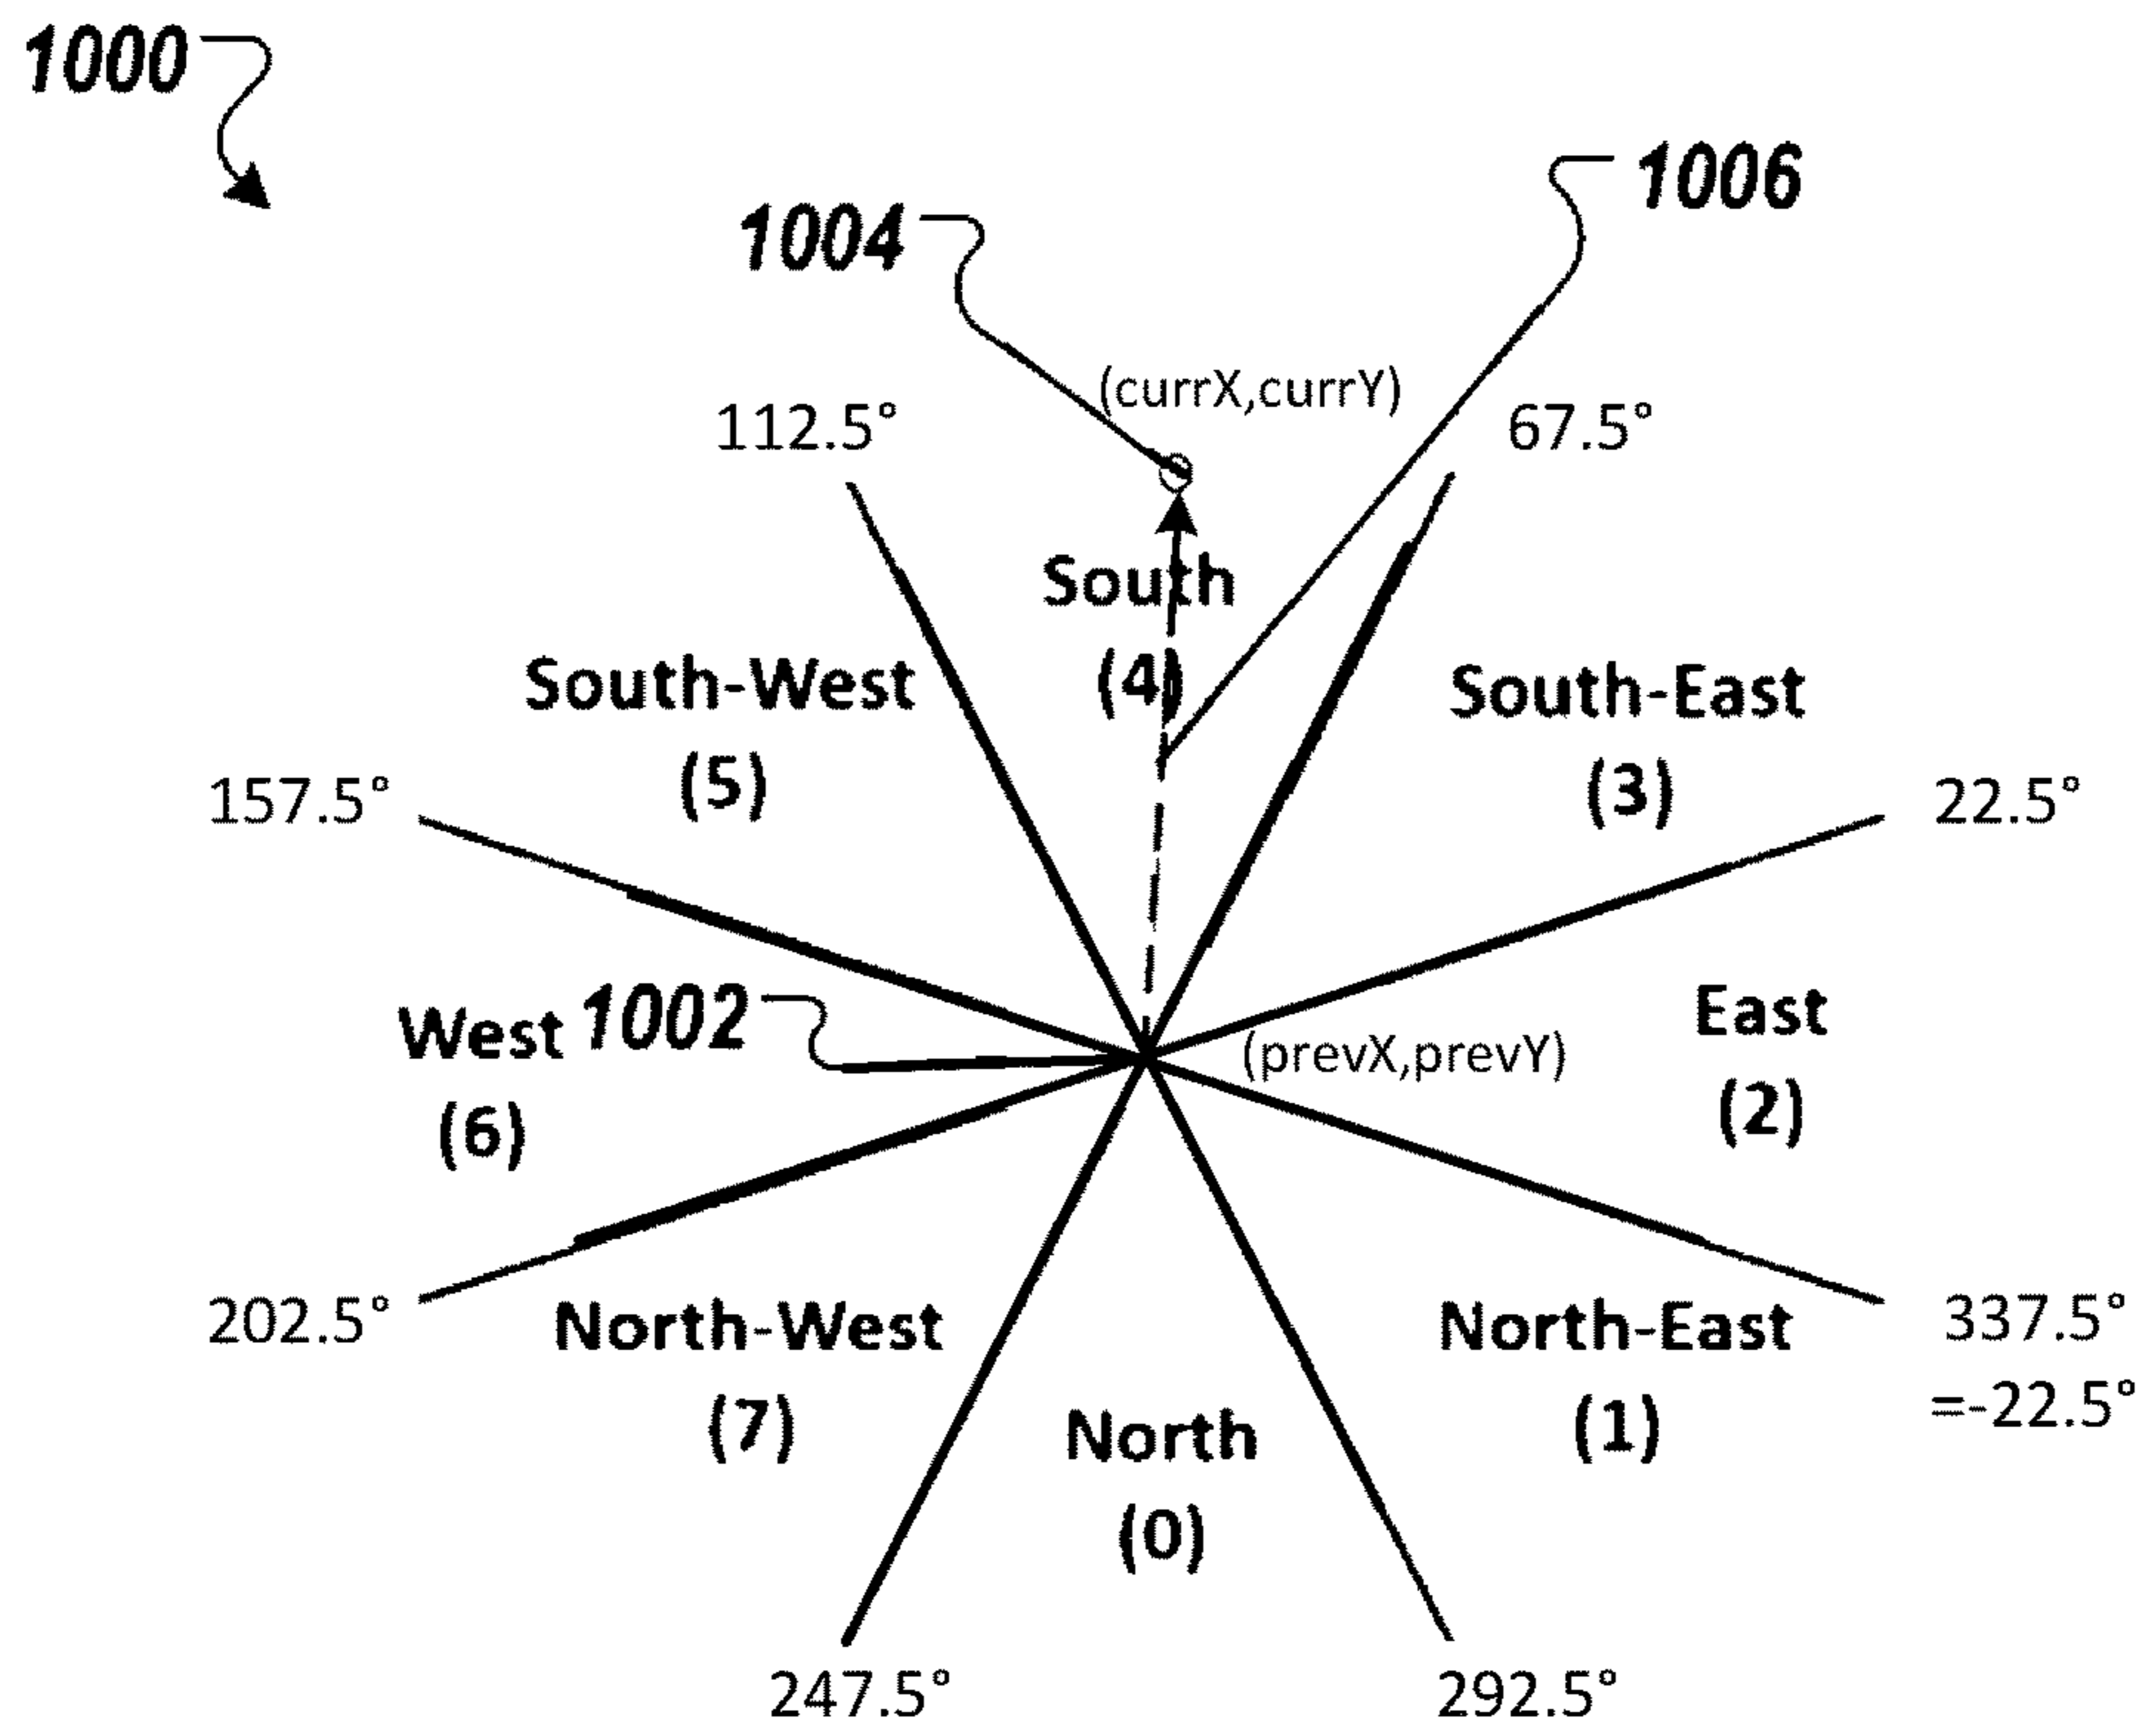 1000
1006
1004
(currX,currY)
112.5°
67.5°
South
(4)
South-West
(5)
South-East
(3)
157.5°
22.5°
West
(6)
1002
(prevX,prevY)
East
(2)
202.5°
North-West
(7)
North
(0)
North-East
(1)
337.5°
=-22.5°
247.5°
292.5°